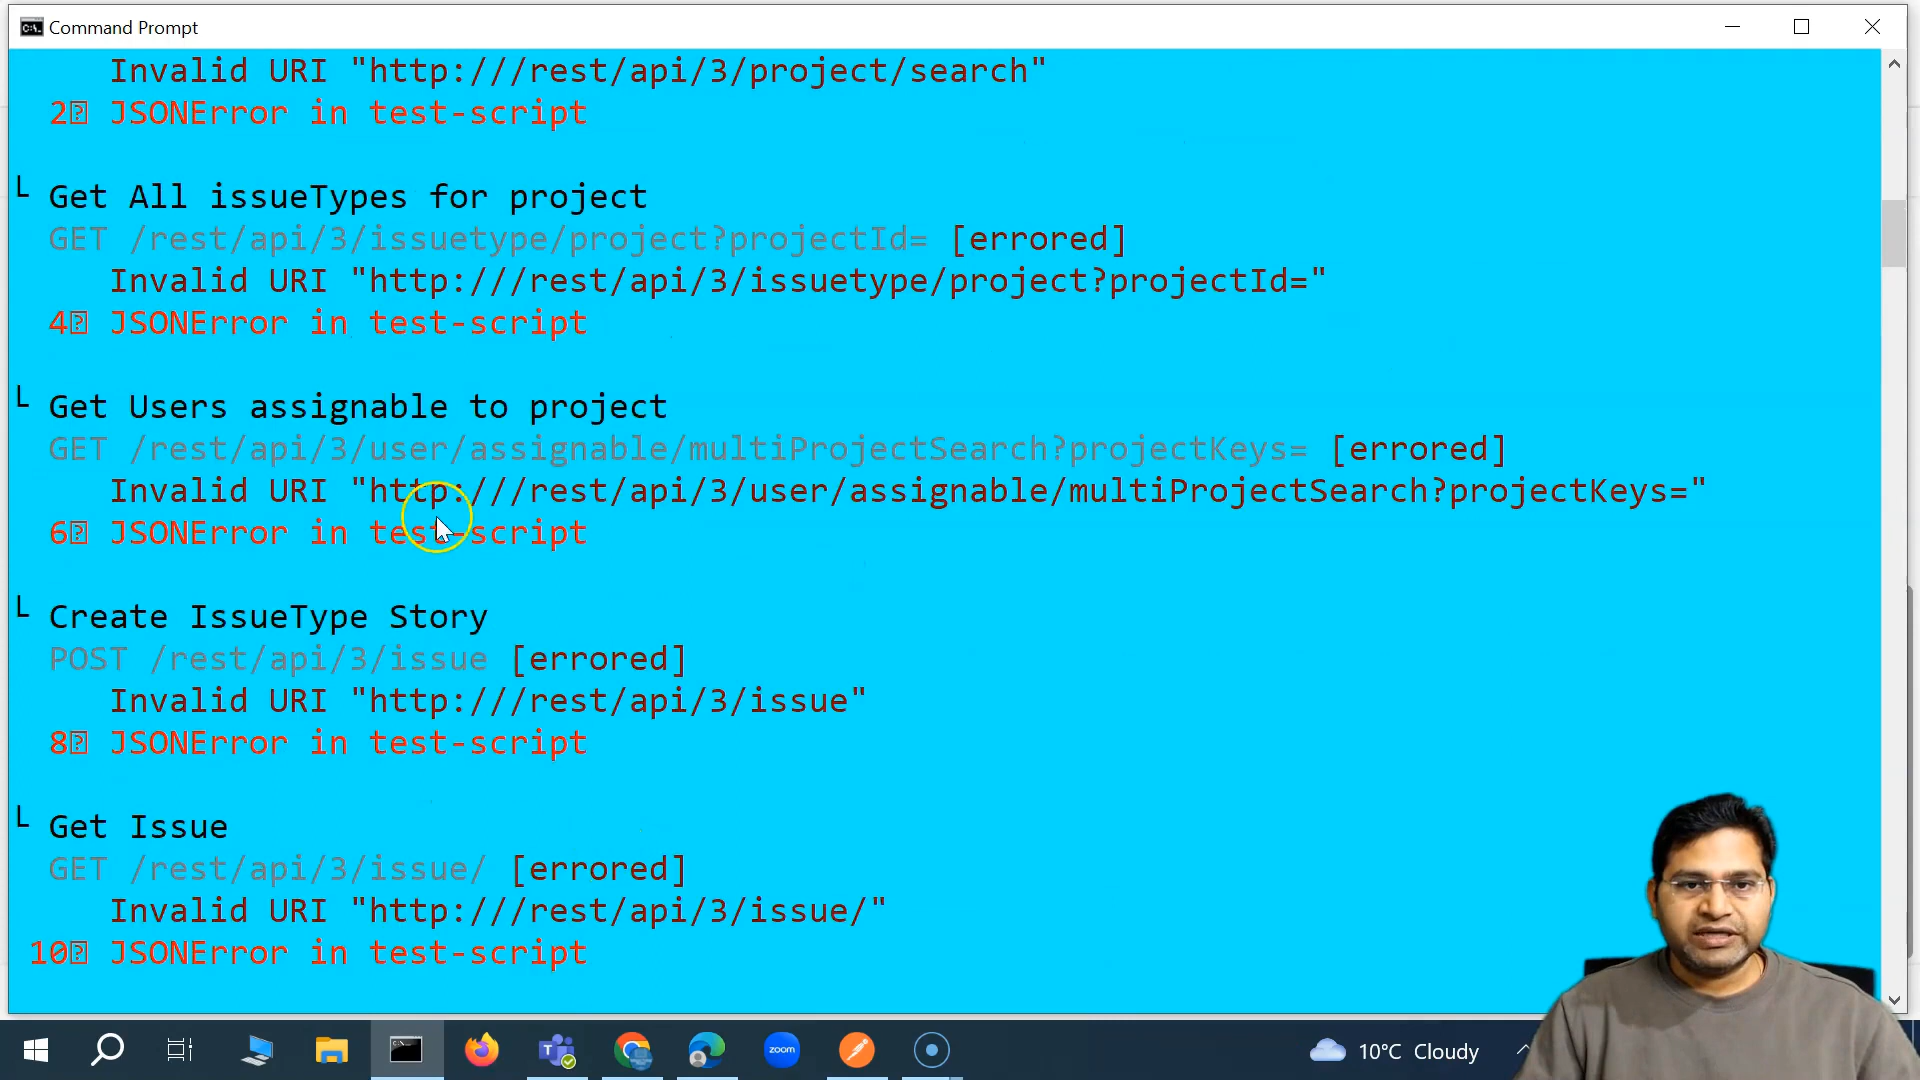 Command Prompt
Invalid URI "http:///rest/api/3/project/search"
2⍰ JSONError in test-script
└ Get All issueTypes for project
GET /rest/api/3/issuetype/project?projectId= [errored]
Invalid URI "http:///rest/api/3/issuetype/project?projectId="
4⍰ JSONError in test-script
└ Get Users assignable to project
GET /rest/api/3/user/assignable/multiProjectSearch?projectKeys= [errored]
Invalid URI "http:///rest/api/3/user/assignable/multiProjectSearch?projectKeys="
6⍰ JSONError in test-script
└ Create IssueType Story
POST /rest/api/3/issue [errored]
Invalid URI "http:///rest/api/3/issue"
8⍰ JSONError in test-script
└ Get Issue
GET /rest/api/3/issue/ [errored]
Invalid URI "http:///rest/api/3/issue/"
10⍰ JSONError in test-script
zoom
10°C Cloudy